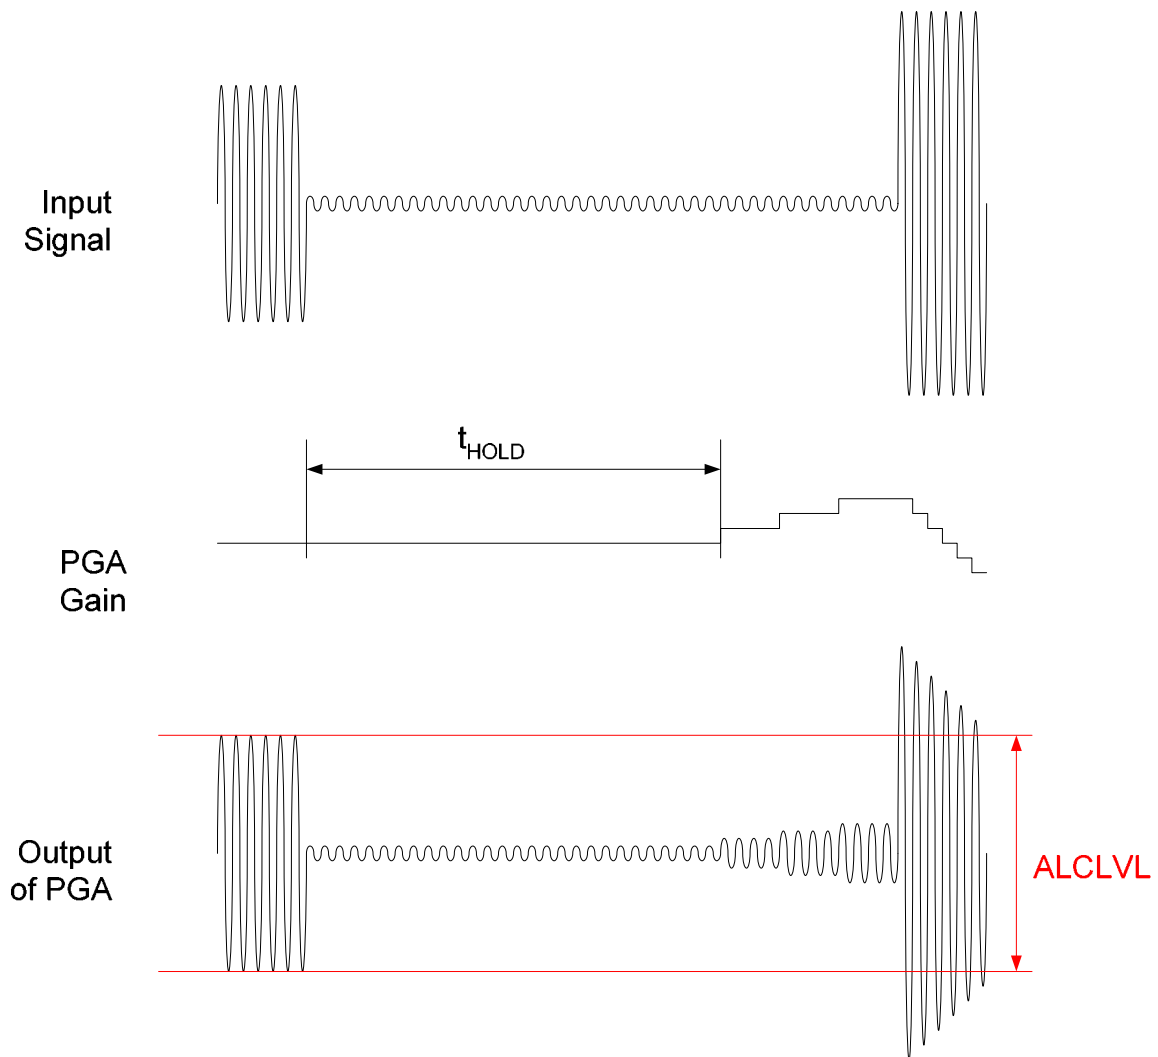 Input
Signal
tHOLD
PGA
Gain
Output
of PGA
ALCLVL